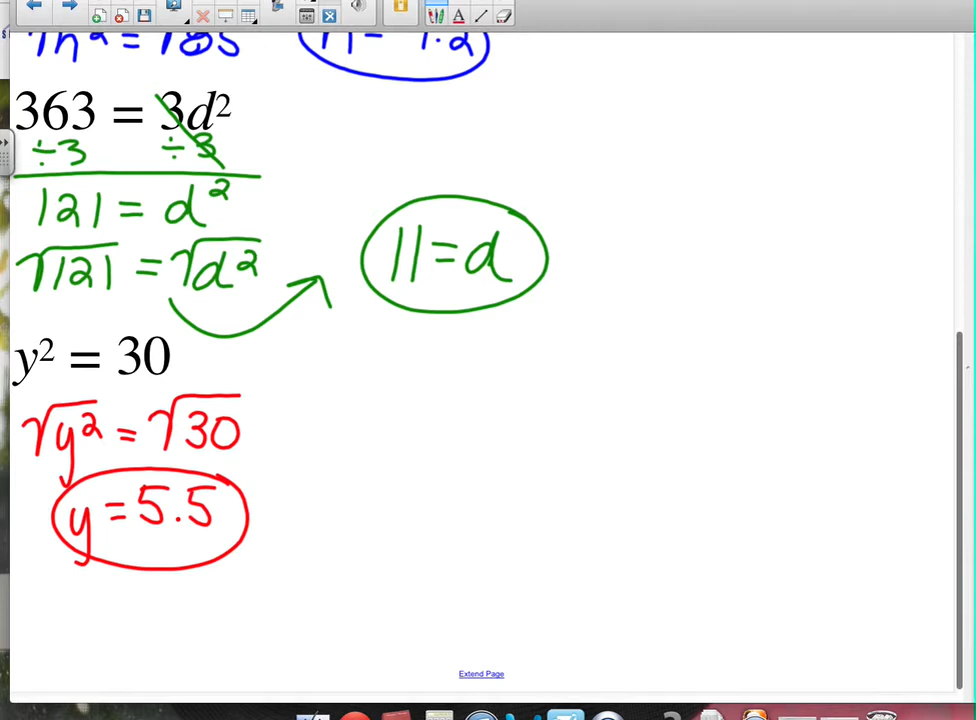 363 = 3d²
÷3 ÷3
121 = d²
√121 = √d²
11 = d
y² = 30
√y² = √30
y = 5.5
Extend Page